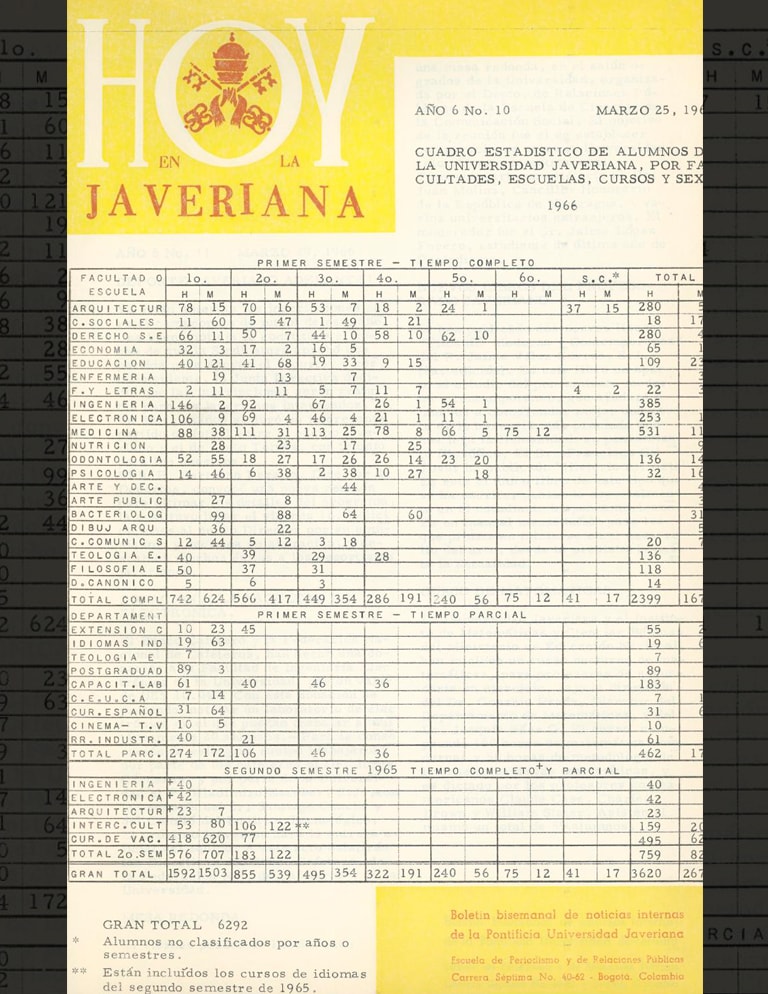 HOY
EN LA
JAVERIANA
AÑO 6 No. 10 MARZO 25, 196
CUADRO ESTADISTICO DE ALUMNOS D
LA UNIVERSIDAD JAVERIANA, POR FA
CULTADES, ESCUELAS, CURSOS Y SEX
1966
PRIMER SEMESTRE — TIEMPO COMPLETO
FACULTAD O ESCUELA 1o. 2o. 3o. 4o. 5o. 6o. s.c.* TOTAL
H M H M H M H M H M H M H M H M
ARQUITECTUR 78 15 70 16 53 7 18 2 24 1 37 15 280
C.SOCIALES 11 60 5 47 1 49 1 21 18 17
DERECHO S.E 66 11 50 7 44 10 58 10 62 10 280
ECONOMIA 32 3 17 2 16 5 65 1
EDUCACION 40 121 41 68 19 33 9 15 109 23
ENFERMERIA 19 13 7
F.Y LETRAS 2 11 11 5 7 11 7 4 2 22
INGENIERIA 146 2 92 67 26 1 54 1 385
ELECTRONICA 106 9 69 4 46 4 21 1 11 1 253 1
MEDICINA 88 38 111 31 113 25 78 8 66 5 75 12 531 11
NUTRICION 28 23 17 25
ODONTOLOGIA 52 55 18 27 17 26 26 14 23 20 136 14
PSICOLOGIA 14 46 6 38 2 38 10 27 18 32 16
ARTE Y DEC. 44
ARTE PUBLIC 27 8
BACTERIOLOG 99 88 64 60 31
DIBUJ ARQU 36 22
C.COMUNIC S 12 44 5 12 3 18 20 7
TEOLOGIA E. 40 39 29 28 136
FILOSOFIA E 50 37 31 118
D.CANONICO 5 6 3 14
TOTAL COMPL 742 624 566 417 449 354 286 191 240 56 75 12 41 17 2399 167
DEPARTAMENT PRIMER SEMESTRE — TIEMPO PARCIAL
EXTENSION C 10 23 45 55 2
IDIOMAS IND 19 63 19 6
TEOLOGIA E 7 7
POSTGRADUAD 89 3 89
CAPACIT.LAB 61 40 46 36 183
C.E.U.C.A 7 14 7 1
CUR.ESPAÑOL 31 64 31 6
CINEMA— T.V 10 5 10
RR.INDUSTR. 40 21 61
TOTAL PARC. 274 172 106 46 36 462 17
SEGUNDO SEMESTRE 1965 TIEMPO COMPLETO+Y PARCIAL
INGENIERIA +40 40
ELECTRONICA +42 42
ARQUITECTUR +23 7 23
INTERC.CULT 53 80 106 122** 159 20
CUR.DE VAC. 418 620 77 495 62
TOTAL 2o.SEM 576 707 183 122 759 82
GRAN TOTAL 1592 1503 855 539 495 354 322 191 240 56 75 12 41 17 3620 267
GRAN TOTAL 6292
* Alumnos no clasificados por años o
semestres.
** Están incluídos los cursos de idiomas
del segundo semestre de 1965.
Boletín bisemanal de noticias internas
de la Pontificia Universidad Javeriana
Escuela de Periodismo y de Relaciones Públicas
Carrera Séptima No. 40-62 - Bogotá, Colombia